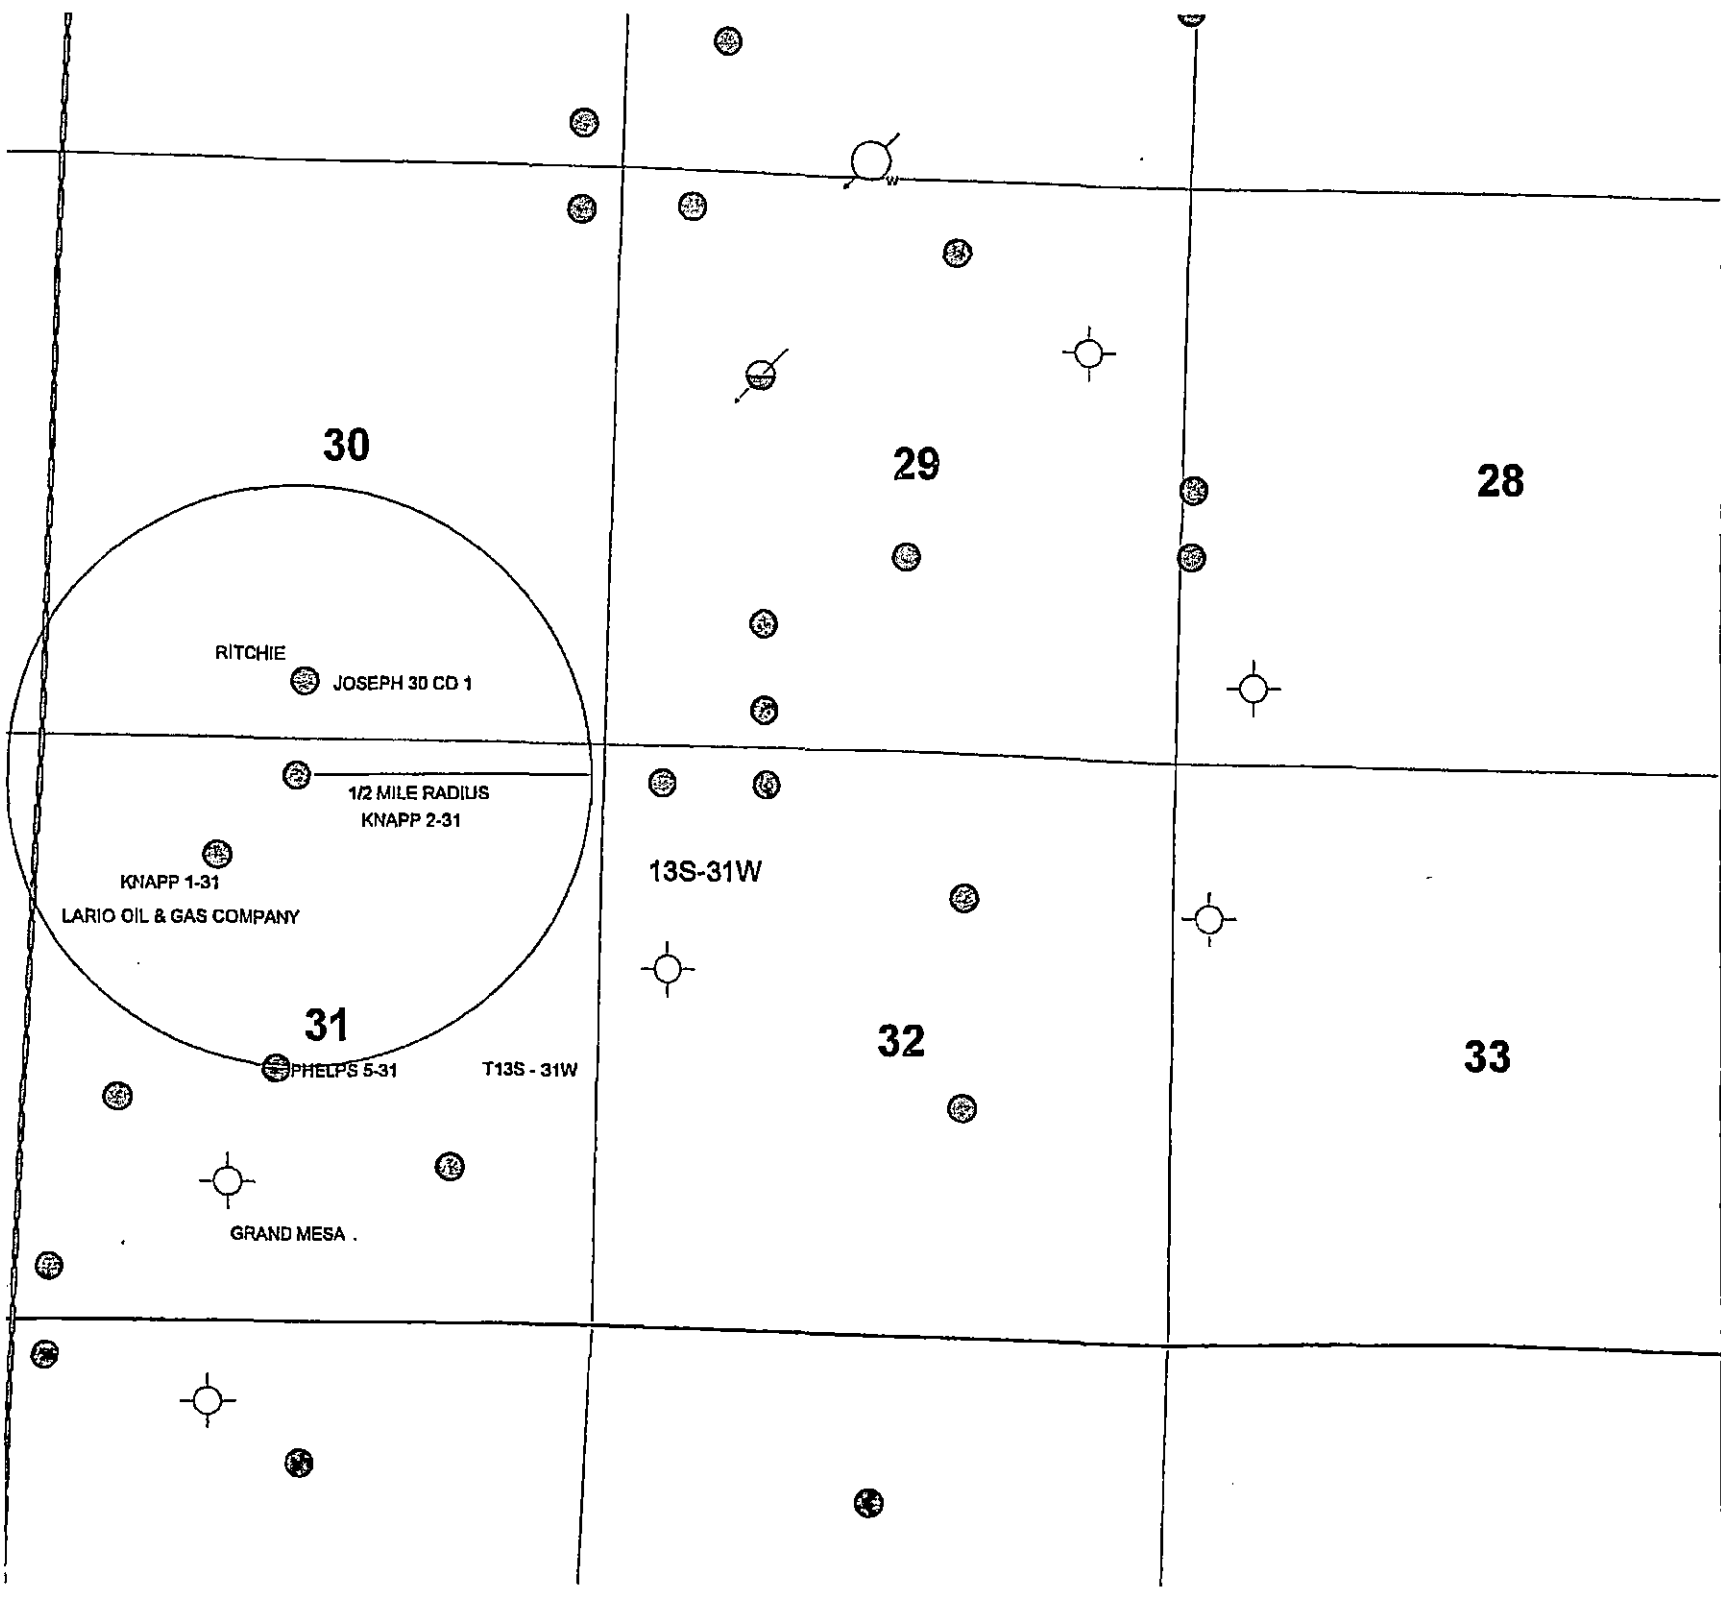 W
30
29
28
RITCHIE
JOSEPH 30 CD 1
1/2 MILE RADIUS
KNAPP 2-31
KNAPP 1-31
LARIO OIL & GAS COMPANY
13S-31W
31
32
33
PHELPS 5-31
T13S - 31W
GRAND MESA .